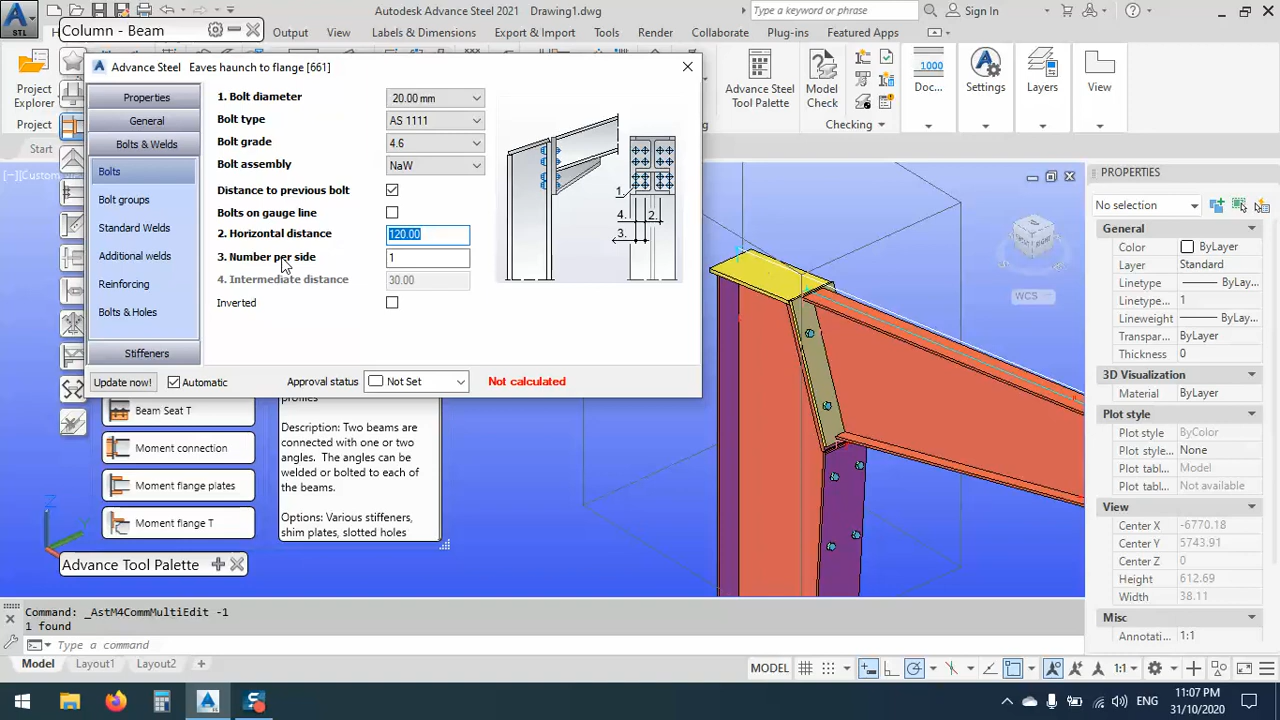 Autodesk Advance Steel 2021 Drawing1.dwg
Type a keyword or phrase
Sign In
STL
Column - Beam
Output View Labels & Dimensions Export & Import Tools Render Collaborate Plug-ins Featured Apps
Project
Explorer
Project
Advance
Steel
Tool Palette
Model
Check
Checking
1000
Doc...
Settings
Layers
View
Start
Advance Steel Eaves haunch to flange [661]
Properties
General
Bolts & Welds
Bolts
Bolt groups
Standard Welds
Additional welds
Reinforcing
Bolts & Holes
Stiffeners
1. Bolt diameter 20.00 mm
Bolt type AS 1111
Bolt grade 4.6
Bolt assembly NaW
Distance to previous bolt
Bolts on gauge line
2. Horizontal distance 120.00
3. Number per side 1
4. Intermediate distance 30.00
Inverted
1.
4. 2.
3.
Update now! Automatic Approval status Not Set Not calculated
Beam Seat T
Moment connection
Moment flange plates
Moment flange T
profiles
Description: Two beams
are connected with one or two
angles. The angles can be
welded or bolted to each of
the beams.
Options: Various stiffeners,
shim plates, slotted holes
Advance Tool Palette
Z
WCS
PROPERTIES
No selection
General
Color ByLayer
Layer Standard
Linetype ByLay...
Linetype... 1
Lineweight ByLay...
Transpar... ByLayer
Thickness 0
3D Visualization
Material ByLayer
Plot style
Plot style ByColor
Plot style... None
Plot tabl... Model
Plot tabl... Not available
View
Center X -6770.18
Center Y 5743.91
Center Z 0
Height 612.69
Width 38.11
Misc
Annotati... 1:1
Command: _AstM4CommMultiEdit -1
1 found
Type a command
Model Layout1 Layout2 +
MODEL
1:1
ENG
11:07 PM
31/10/2020